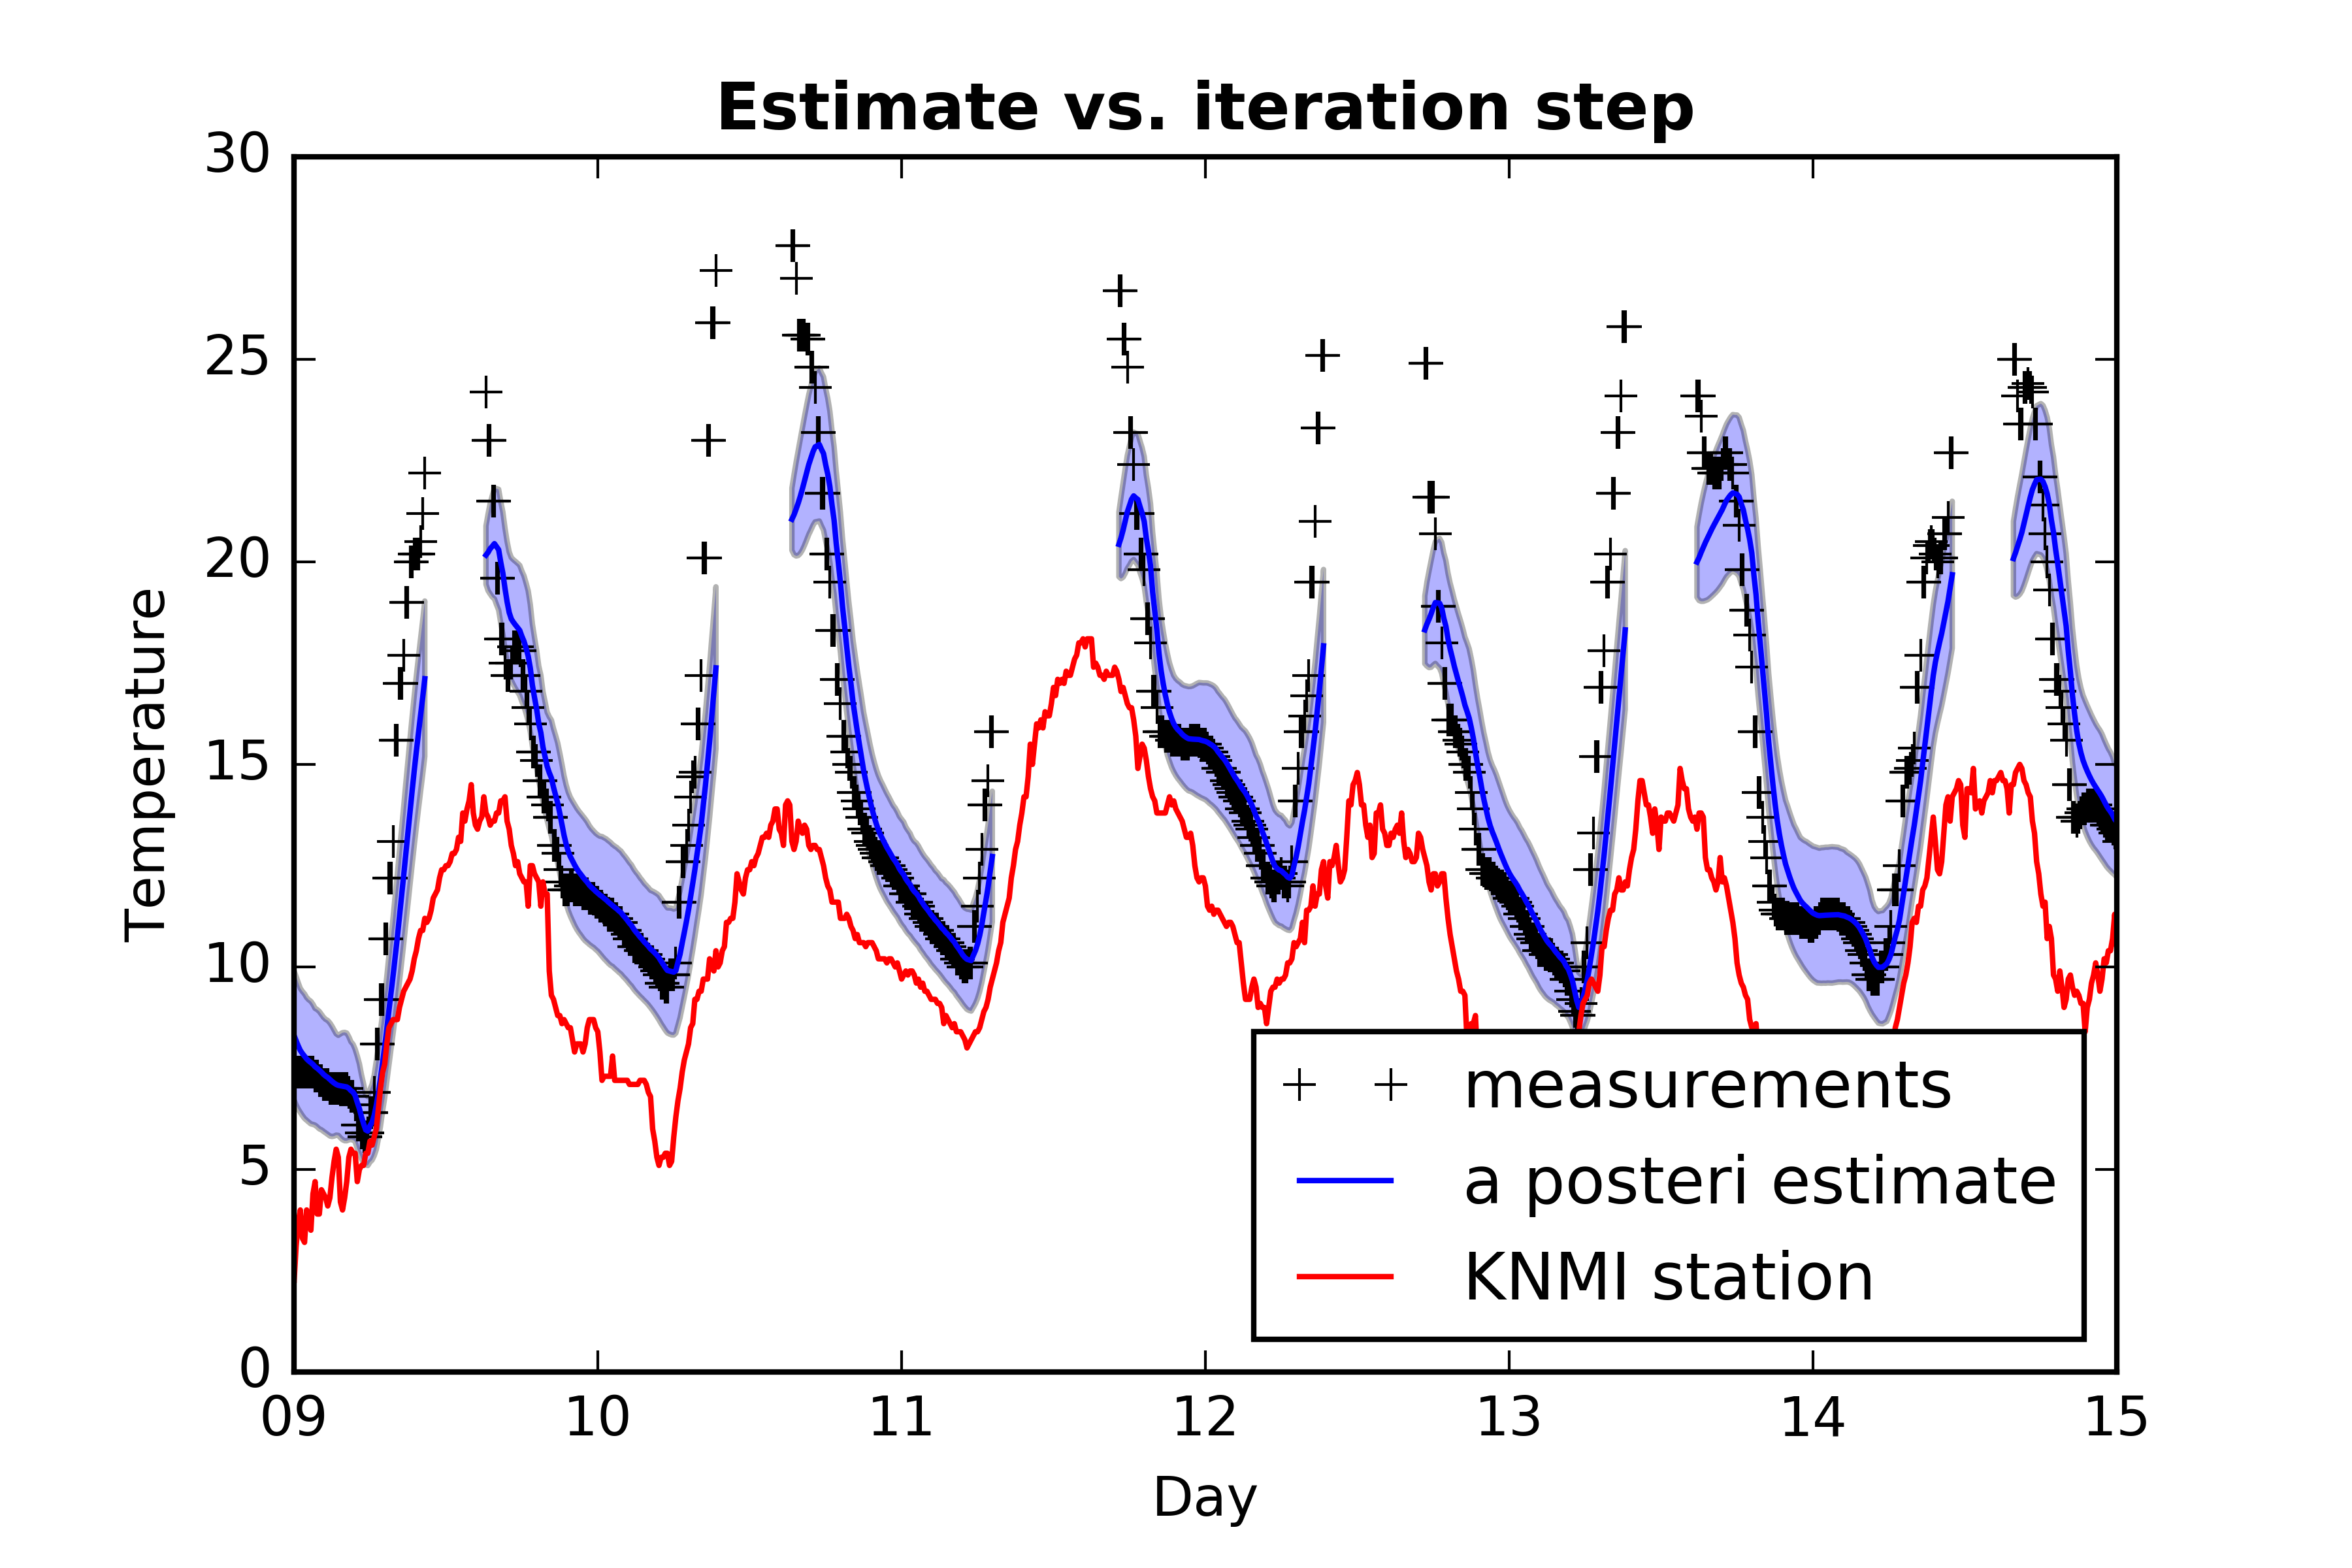 Estimate vs. iteration step
30
25
20
15
10
5
0
Temperature
09 10 11 12 13 14 15
Day
measurements
a posteri estimate
KNMI station